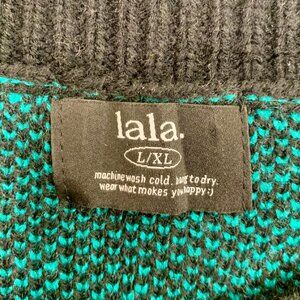 lala.
L/XL
machine wash cold. hang to dry.
wear what makes you happy :)